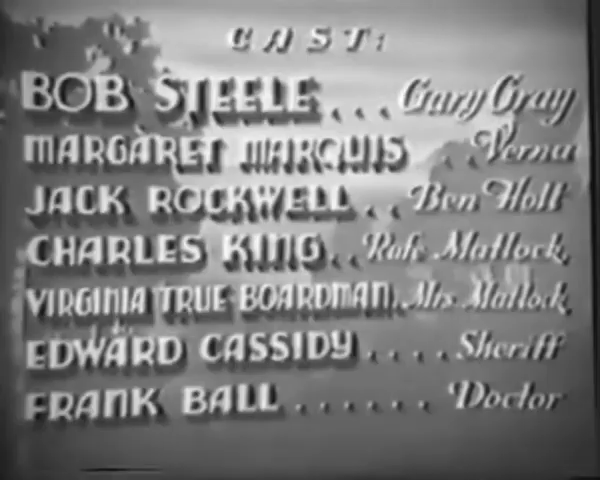 CAST:
BOB STEELE . . . Gary Gray
MARGARET MARQUIS . . Verna
JACK ROCKWELL . . Ben Holt
CHARLES KING . . Rafe Matlock
VIRGINIA TRUE BOARDMAN . Mrs. Matlock
EDWARD CASSIDY . . . . Sheriff
FRANK BALL . . . . . . Doctor